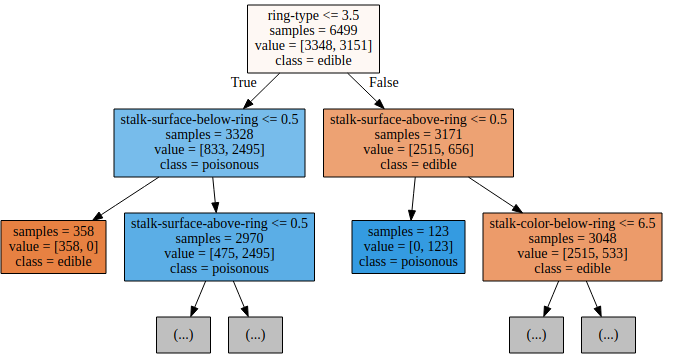 ring-type <= 3.5
samples = 6499
value = [3348, 3151]
class = edible
True
False
stalk-surface-below-ring <= 0.5
samples = 3328
value = [833, 2495]
class = poisonous
stalk-surface-above-ring <= 0.5
samples = 3171
value = [2515, 656]
class = edible
samples = 358
value = [358, 0]
class = edible
stalk-surface-above-ring <= 0.5
samples = 2970
value = [475, 2495]
class = poisonous
samples = 123
value = [0, 123]
class = poisonous
stalk-color-below-ring <= 6.5
samples = 3048
value = [2515, 533]
class = edible
(...)
(...)
(...)
(...)